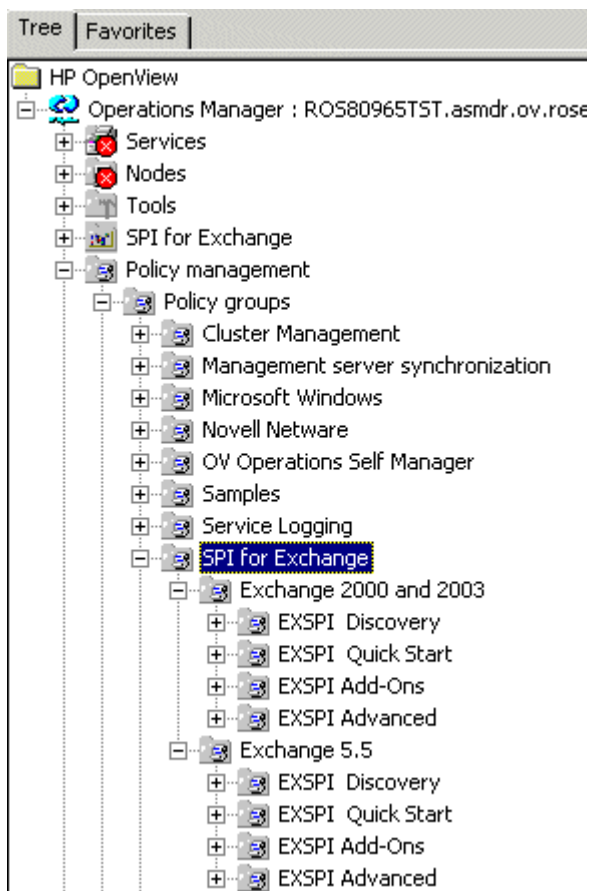 Tree Favorites
HP OpenView
Operations Manager : ROS80965TST.asmdr.ov.rose
Services
Nodes
Tools
SPI for Exchange
Policy management
Policy groups
Cluster Management
Management server synchronization
Microsoft Windows
Novell Netware
OV Operations Self Manager
Samples
Service Logging
SPI for Exchange
Exchange 2000 and 2003
EXSPI Discovery
EXSPI Quick Start
EXSPI Add-Ons
EXSPI Advanced
Exchange 5.5
EXSPI Discovery
EXSPI Quick Start
EXSPI Add-Ons
EXSPI Advanced